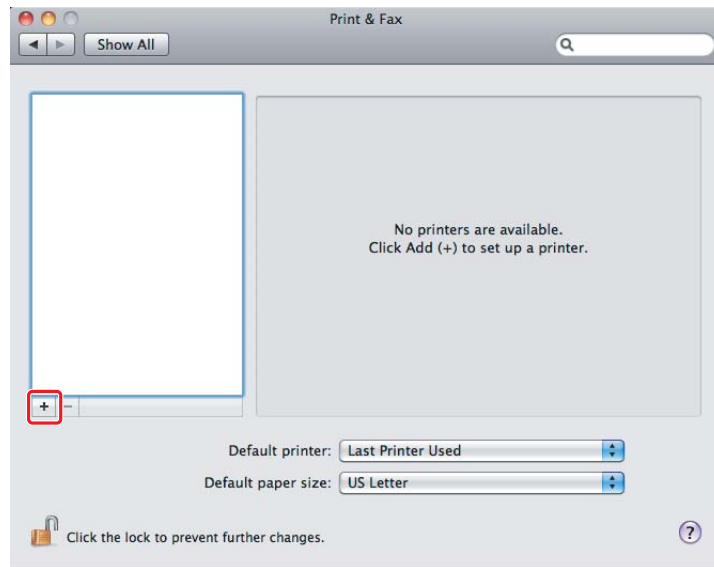 Print & Fax
Show All
No printers are available.
Click Add (+) to set up a printer.
+ −
Default printer: Last Printer Used
Default paper size: US Letter
Click the lock to prevent further changes.
?